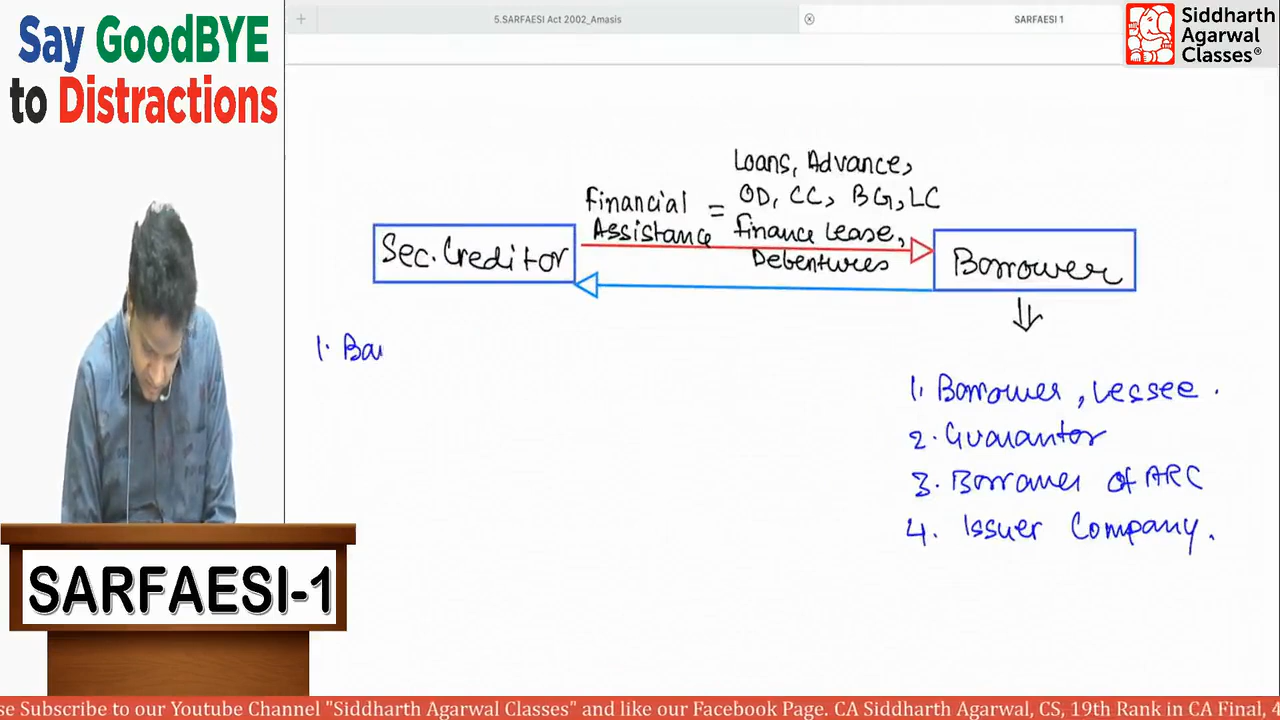 Say GoodBYE
to Distractions
5.SARFAESI Act 2002_Amasis
SARFAESI 1
Siddharth
Agarwal
Classes®
Loans, Advance,
Financial
Assistance = OD, CC, BG, LC
Finance Lease,
Debentures
Sec. Creditor
Borrower
1. Ban
1. Borrower, Lessee.
2. Guarantor
3. Borrower of ARC
4. Issuer Company.
SARFAESI-1
se Subscribe to our Youtube Channel "Siddharth Agarwal Classes" and like our Facebook Page. CA Siddharth Agarwal, CS, 19th Rank in CA Final, 4